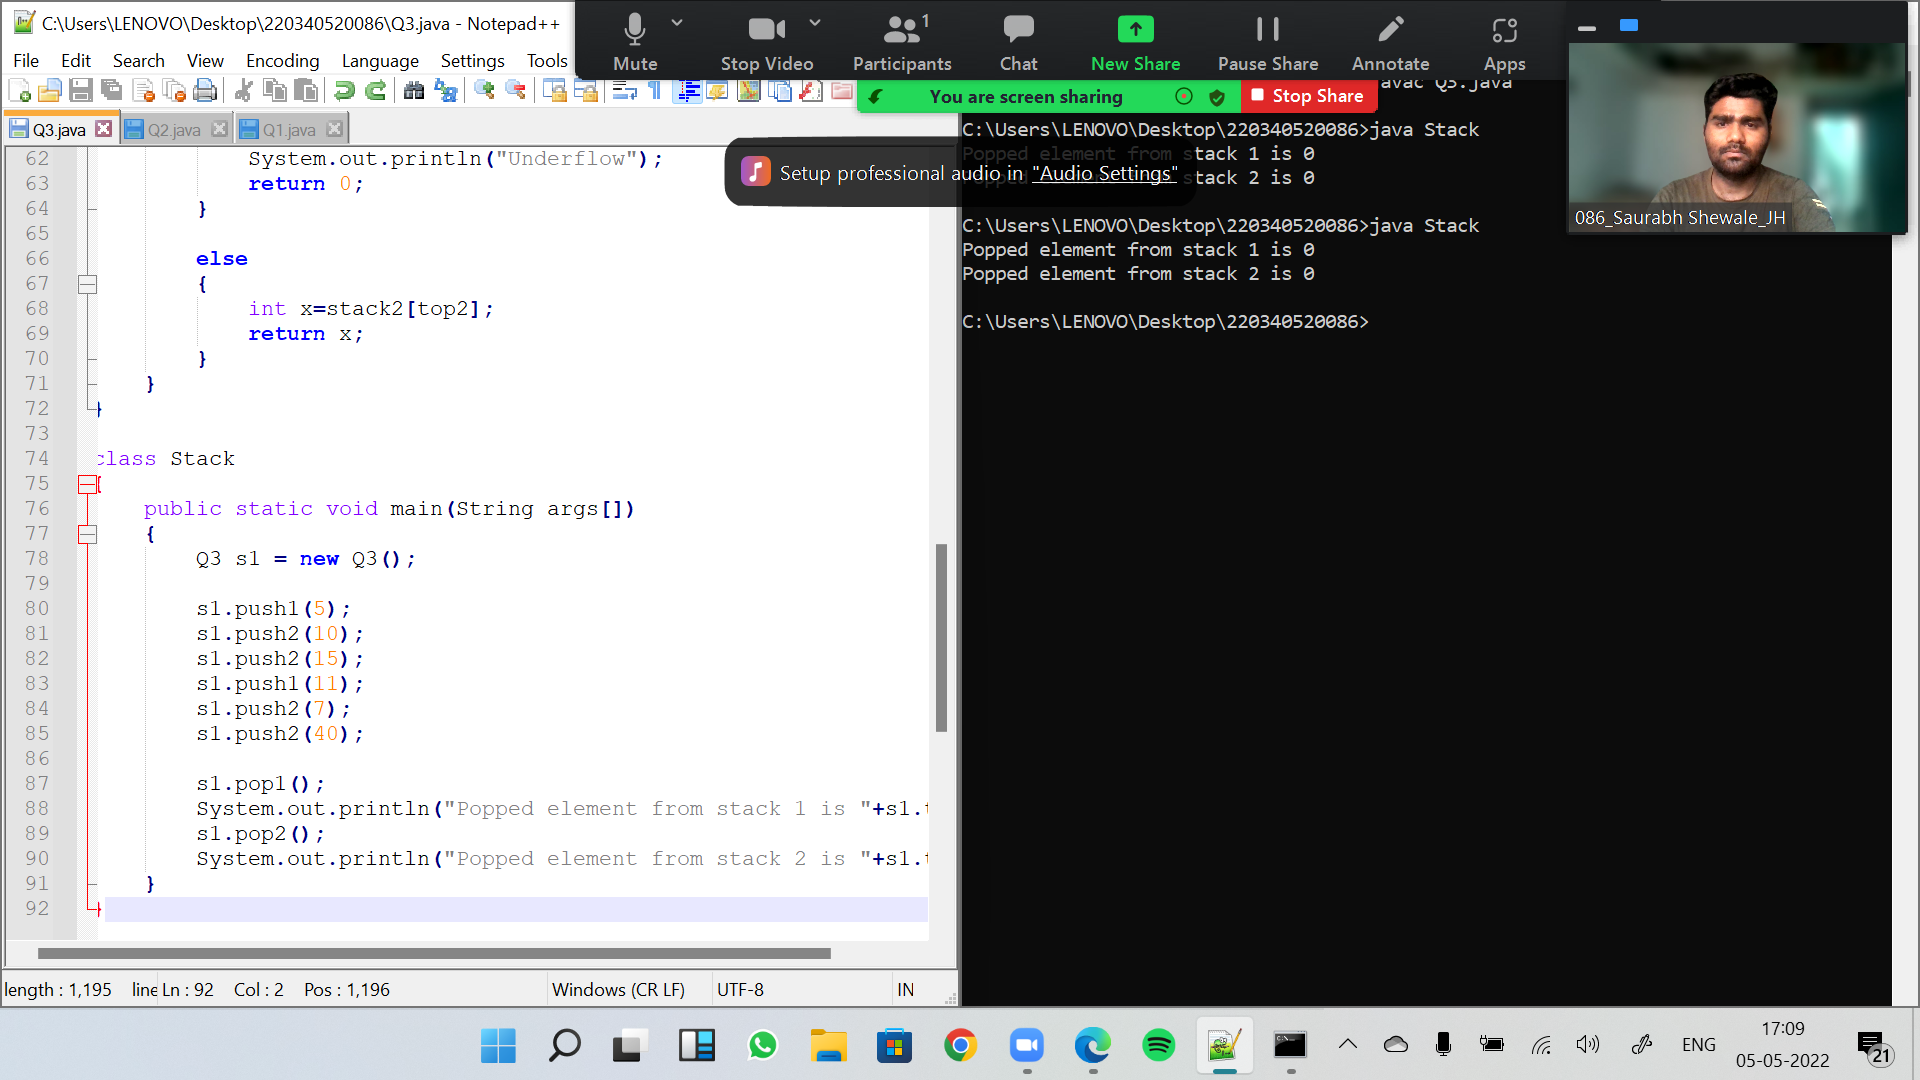 C:\Users\LENOVO\Desktop\220340520086\Q3.java - Notepad++
File Edit Search View Encoding Language Settings Tools
Mute Stop Video Participants 1 Chat New Share Pause Share Annotate Apps
You are screen sharing Stop Share
Setup professional audio in "Audio Settings"
086_Saurabh Shewale_JH
Q3.java Q2.java Q1.java
62 System.out.println("Underflow");
63 return 0;
64 }
65
66 else
67 {
68 int x=stack2[top2];
69 return x;
70 }
71 }
72 }
73
74 class Stack
75 {
76 public static void main(String args[])
77 {
78 Q3 s1 = new Q3();
79
80 s1.push1(5);
81 s1.push2(10);
82 s1.push2(15);
83 s1.push1(11);
84 s1.push2(7);
85 s1.push2(40);
86
87 s1.pop1();
88 System.out.println("Popped element from stack 1 is "+s1.
89 s1.pop2();
90 System.out.println("Popped element from stack 2 is "+s1.
91 }
92 }
length : 1,195 line Ln : 92 Col : 2 Pos : 1,196 Windows (CR LF) UTF-8 IN
avac Q3.java
C:\Users\LENOVO\Desktop\220340520086>java Stack
Popped element from stack 1 is 0
stack 2 is 0
C:\Users\LENOVO\Desktop\220340520086>java Stack
Popped element from stack 1 is 0
Popped element from stack 2 is 0
C:\Users\LENOVO\Desktop\220340520086>
ENG
17:09
05-05-2022
21